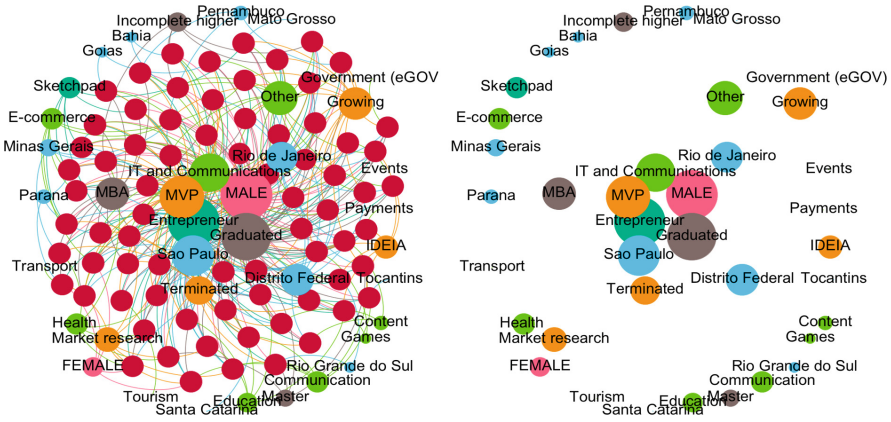 Pernambuco
Incomplete higher
Mato Grosso
Bahia
Goias
Government (eGOV
Sketchpad
Other
Growing
E-commerce
Minas Gerais
Rio de Janeiro
IT and Communications
Events
MBA
MVP
MALE
Parana
Payments
Entrepreneur
Graduated
IDEIA
Sao Paulo
Transport
Distrito Federal
Tocantins
Terminated
Health
Content
Market research
Games
FEMALE
Rio Grande do Sul
Communication
Tourism
Education
Master
Santa Catarina
Pernambuco
Incomplete higher
Mato Grosso
Bahia
Goias
Government (eGOV)
Sketchpad
Other
Growing
E-commerce
Minas Gerais
Rio de Janeiro
IT and Communications
Events
MBA
MVP
MALE
Parana
Payments
Entrepreneur
Graduated
IDEIA
Sao Paulo
Transport
Distrito Federal
Tocantins
Terminated
Health
Content
Market research
Games
FEMALE
Rio Grande do Sul
Communication
Tourism
Education
Master
Santa Catarina